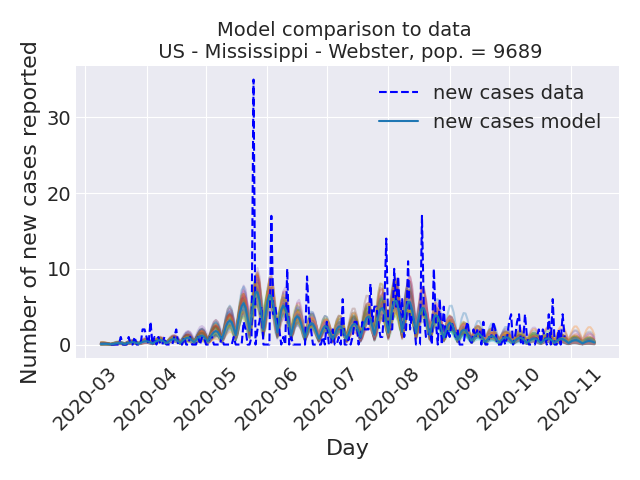 Model comparison to data
US - Mississippi - Webster, pop. = 9689
Number of new cases reported
30
20
10
0
new cases data
new cases model
2020-03
2020-04
2020-05
2020-06
2020-07
2020-08
2020-09
2020-10
2020-11
Day